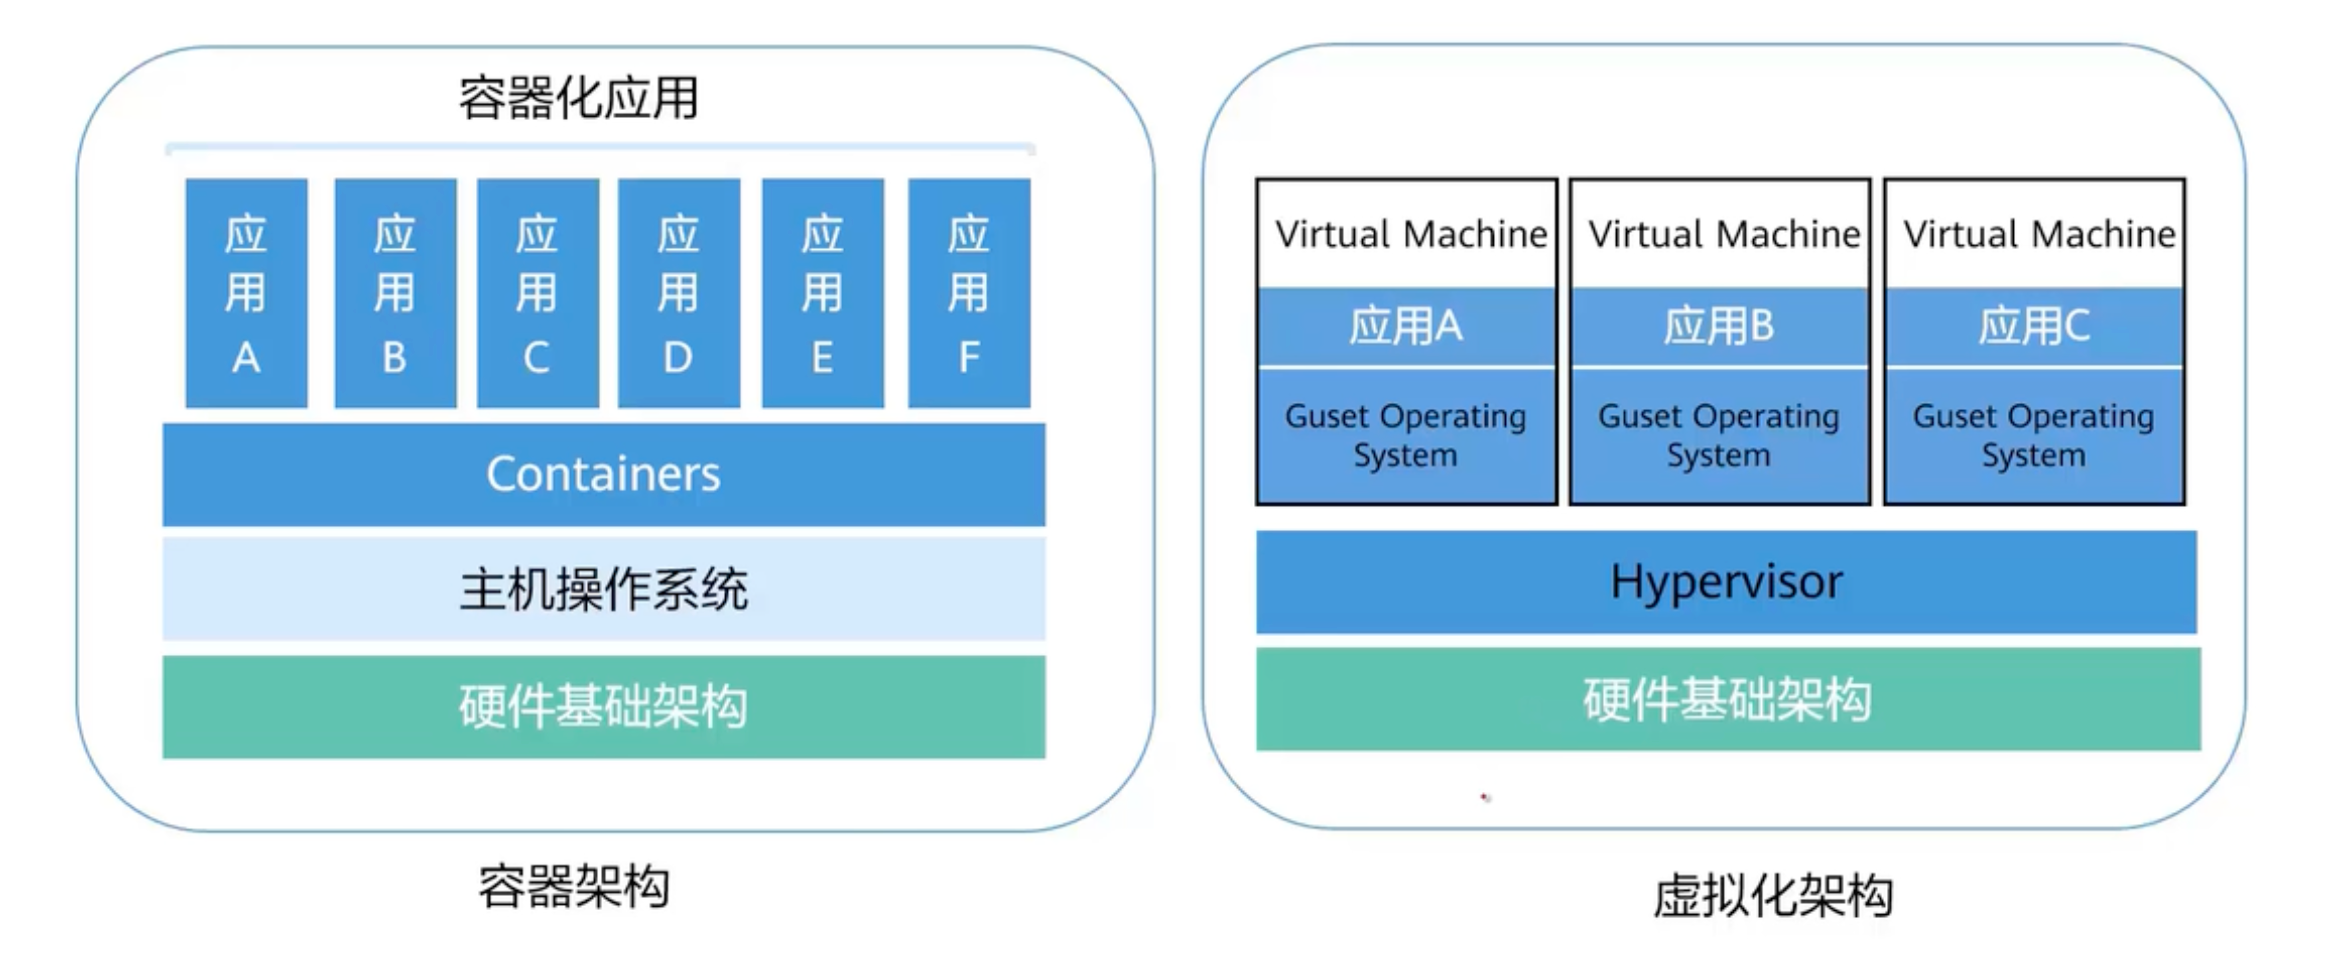 容器化应用
应用A
应用B
应用C
应用D
应用E
应用F
Containers
主机操作系统
硬件基础架构
容器架构
Virtual Machine
应用A
Guset Operating
System
Virtual Machine
应用B
Guset Operating
System
Virtual Machine
应用C
Guset Operating
System
Hypervisor
硬件基础架构
虚拟化架构